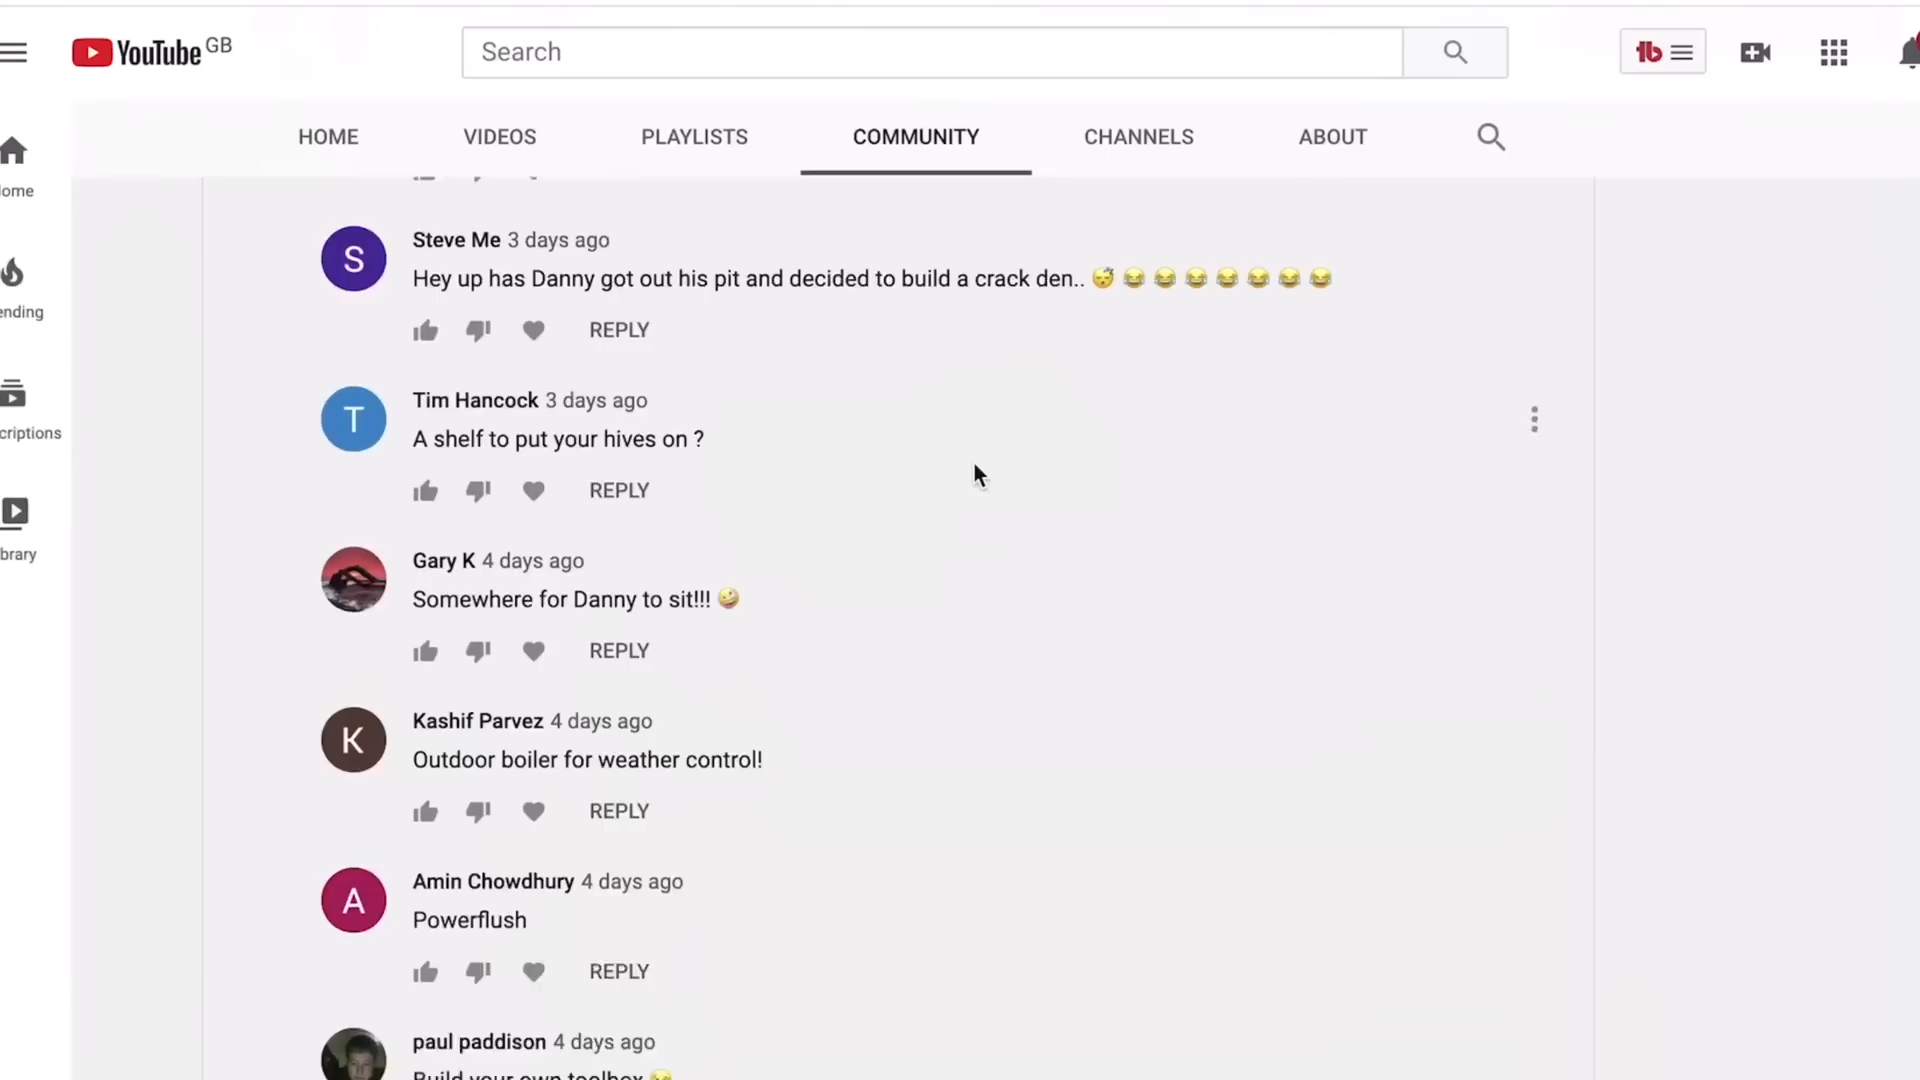 YouTube GB
Search
HOME VIDEOS PLAYLISTS COMMUNITY CHANNELS ABOUT
ome
ending
criptions
brary
S
Steve Me 3 days ago
Hey up has Danny got out his pit and decided to build a crack den.. 😴 😂 😂 😂 😂 😂 😂 😂
REPLY
T
Tim Hancock 3 days ago
A shelf to put your hives on ?
REPLY
Gary K 4 days ago
Somewhere for Danny to sit!!! 🤪
REPLY
K
Kashif Parvez 4 days ago
Outdoor boiler for weather control!
REPLY
A
Amin Chowdhury 4 days ago
Powerflush
REPLY
paul paddison 4 days ago
Build your own toolbox